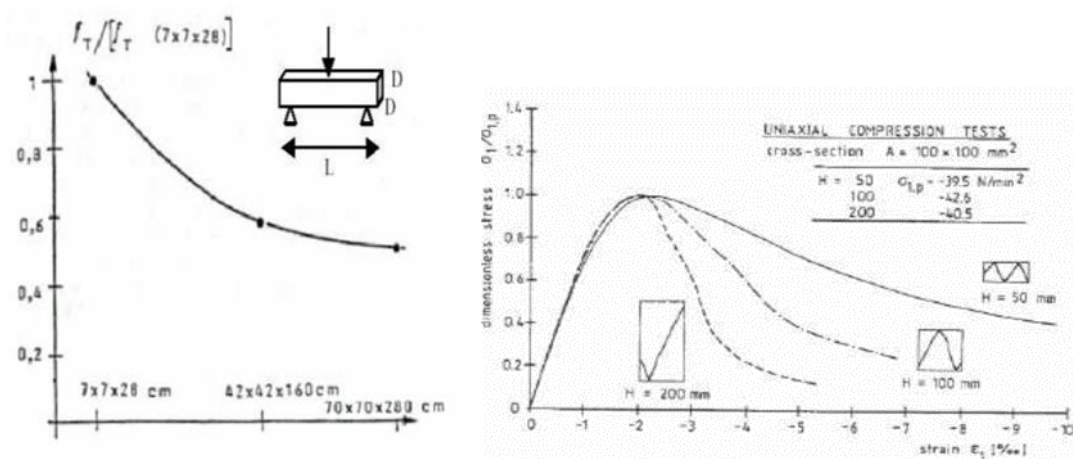 f_T/[f_T (7x7x28)]
1
0,8
0,6
0,4
0,2
D
D
L
7x7x28 cm
42x42x160cm
70x70x280 cm
dimensionless stress σ1/σ1,p
1.4
1.2
1.0
0.8
0.6
0.4
0.2
0
UNIAXIAL COMPRESSION TESTS
cross-section A = 100 x 100 mm²
H = 50 σ1,p = -39.5 N/mm²
100 -42.6
200 -40.5
H = 50 mm
H = 100 mm
H = 200 mm
0 -1 -2 -3 -4 -5 -6 -7 -8 -9 -10
strain ε1 [‰]